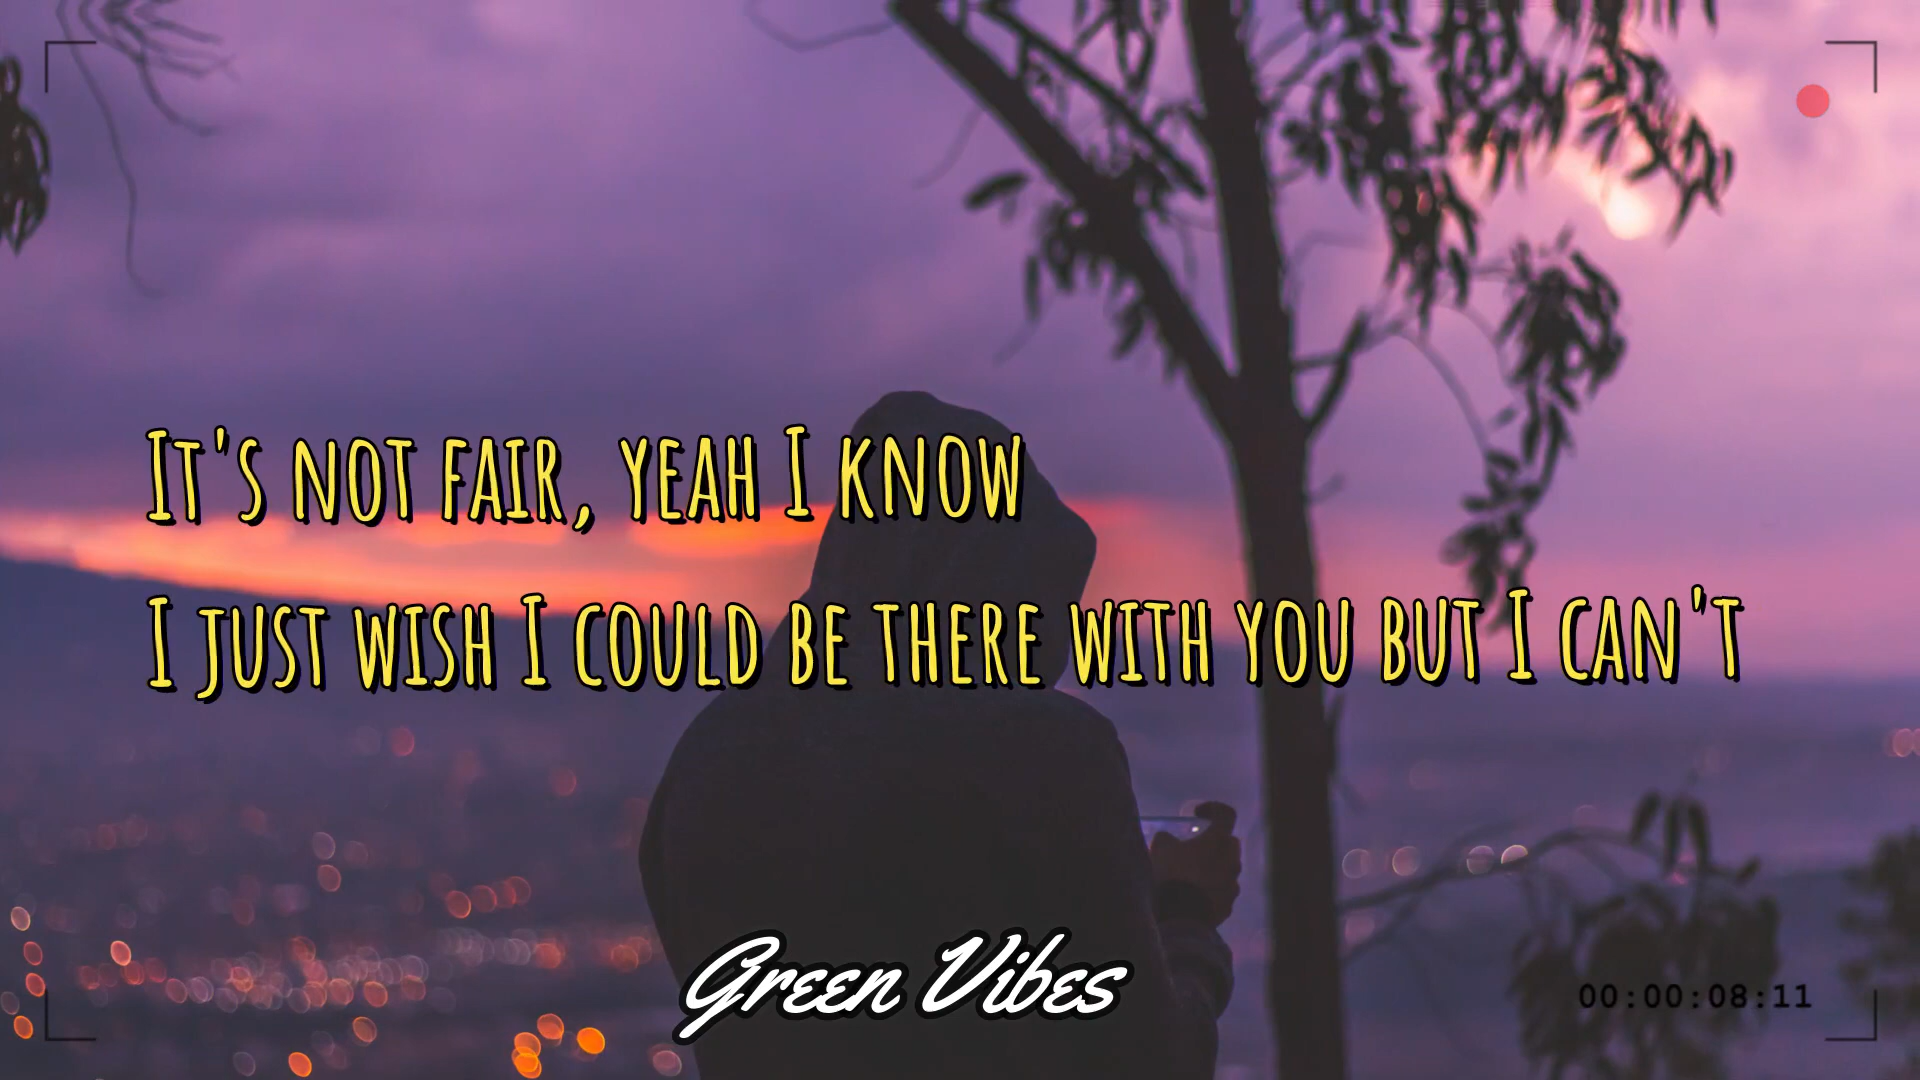 It's not fair, yeah I know
I just wish I could be there with you but I can't
Green Vibes
00:00:08:11